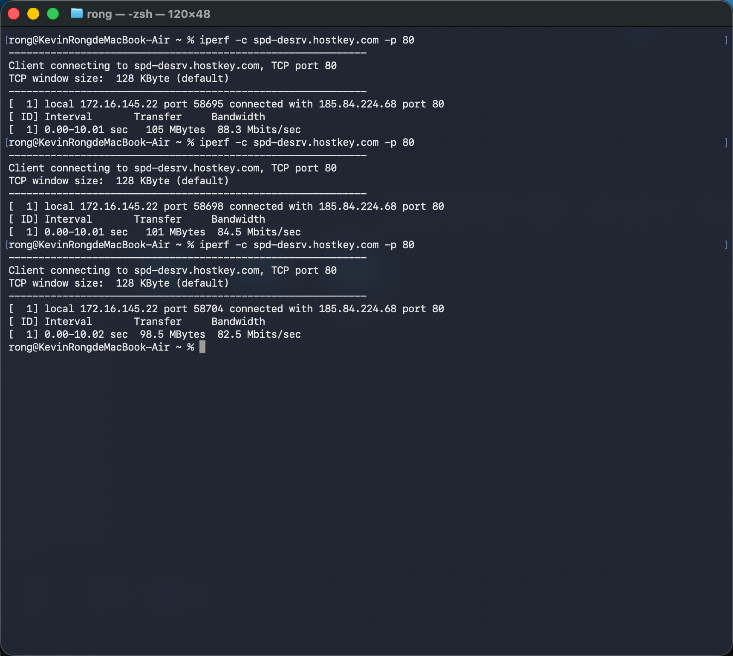 rong — -zsh — 120×48
[rong@KevinRongdeMacBook-Air ~ % iperf -c spd-desrv.hostkey.com -p 80 ]
------------------------------------------------------------
Client connecting to spd-desrv.hostkey.com, TCP port 80
TCP window size:  128 KByte (default)
------------------------------------------------------------
[  1] local 172.16.145.22 port 58695 connected with 185.84.224.68 port 80
[ ID] Interval       Transfer     Bandwidth
[  1] 0.00-10.01 sec   105 MBytes  88.3 Mbits/sec
[rong@KevinRongdeMacBook-Air ~ % iperf -c spd-desrv.hostkey.com -p 80 ]
------------------------------------------------------------
Client connecting to spd-desrv.hostkey.com, TCP port 80
TCP window size:  128 KByte (default)
------------------------------------------------------------
[  1] local 172.16.145.22 port 58698 connected with 185.84.224.68 port 80
[ ID] Interval       Transfer     Bandwidth
[  1] 0.00-10.01 sec   101 MBytes  84.5 Mbits/sec
[rong@KevinRongdeMacBook-Air ~ % iperf -c spd-desrv.hostkey.com -p 80 ]
------------------------------------------------------------
Client connecting to spd-desrv.hostkey.com, TCP port 80
TCP window size:  128 KByte (default)
------------------------------------------------------------
[  1] local 172.16.145.22 port 58704 connected with 185.84.224.68 port 80
[ ID] Interval       Transfer     Bandwidth
[  1] 0.00-10.02 sec  98.5 MBytes  82.5 Mbits/sec
rong@KevinRongdeMacBook-Air ~ %